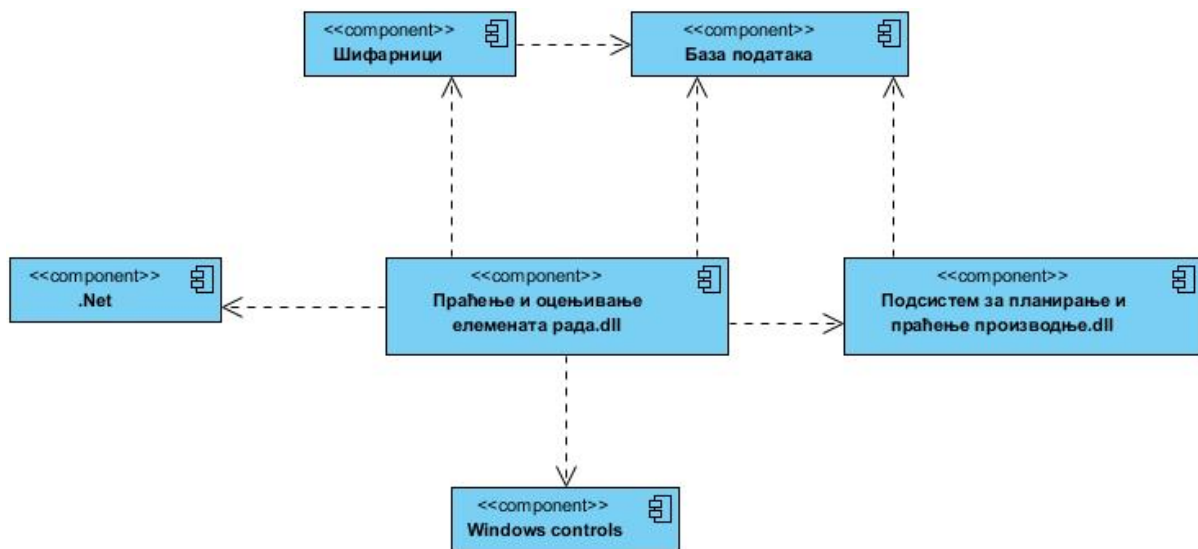 <<component>>
Шифарници
<<component>>
База података
<<component>>
.Net
<<component>>
Праћење и оцењивање
елемената рада.dll
<<component>>
Подсистем за планирање и
праћење производње.dll
<<component>>
Windows controls